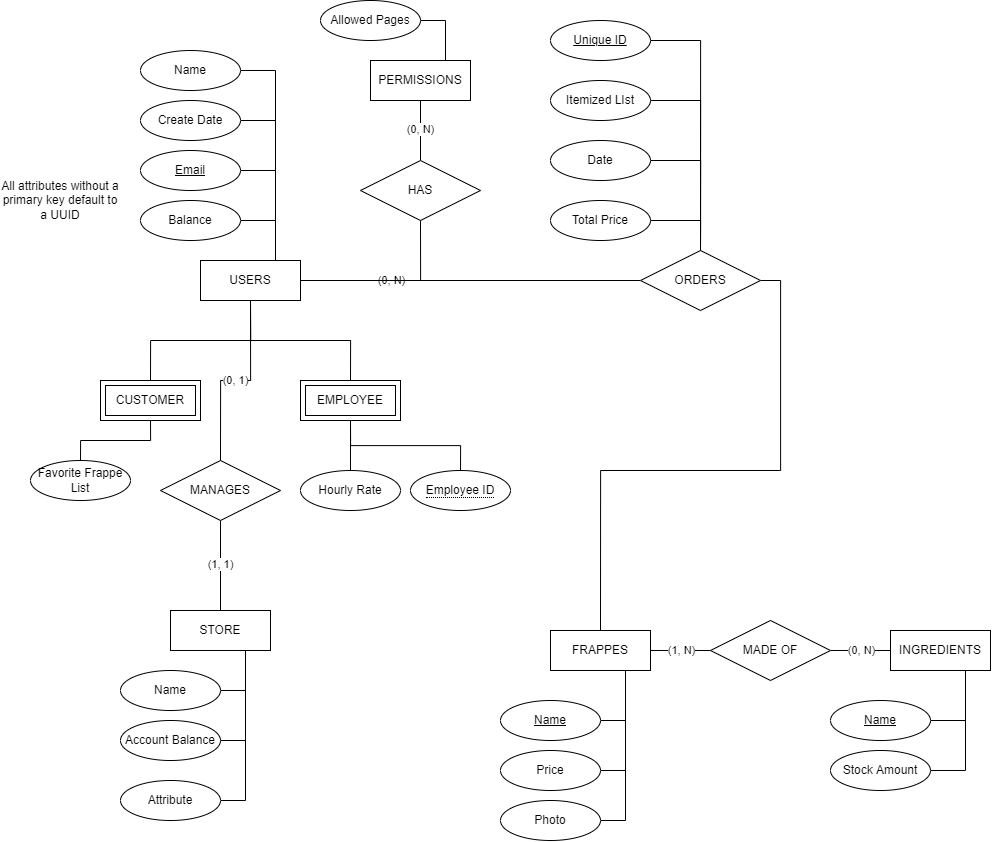 Allowed Pages
Unique ID
Name
PERMISSIONS
Itemized LIst
Create Date
(0, N)
Email
Date
All attributes without a
primary key default to
a UUID
HAS
Balance
Total Price
USERS
(0, N)
ORDERS
(0, 1)
CUSTOMER
EMPLOYEE
Favorite Frappe
List
MANAGES
Hourly Rate
Employee ID
(1, 1)
STORE
FRAPPES
(1, N)
MADE OF
(0, N)
INGREDIENTS
Name
Name
Name
Account Balance
Price
Stock Amount
Attribute
Photo